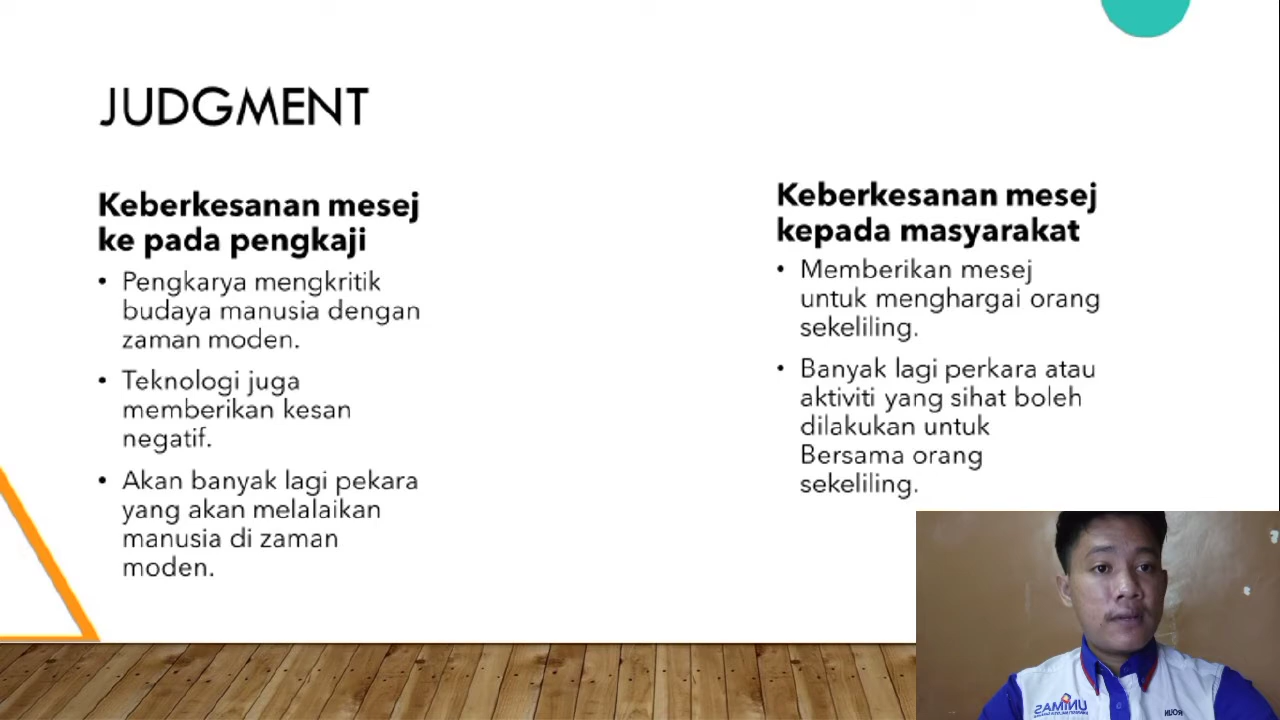 JUDGMENT
Keberkesanan mesej
ke pada pengkaji
• Pengkarya mengkritik
budaya manusia dengan
zaman moden.
• Teknologi juga
memberikan kesan
negatif.
• Akan banyak lagi pekara
yang akan melalaikan
manusia di zaman
moden.
Keberkesanan mesej
kepada masyarakat
• Memberikan mesej
untuk menghargai orang
sekeliling.
• Banyak lagi perkara atau
aktiviti yang sihat boleh
dilakukan untuk
Bersama orang
sekeliling.
UNIMAS